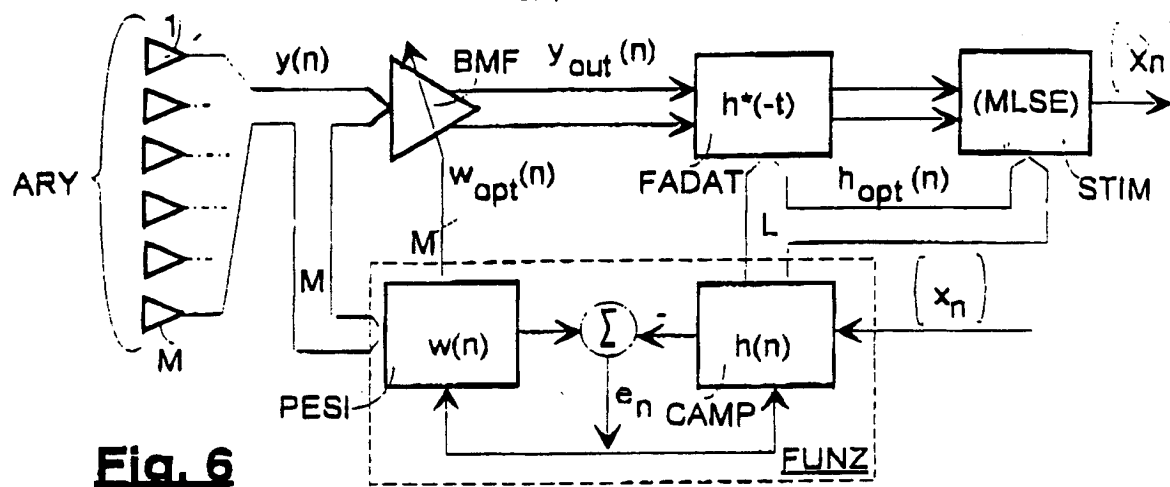 1
ARY
M
y(n)
BMF
y_out(n)
h*(-t)
FADAT
(MLSE)
STIM
X_n
w_opt(n)
M
M
h_opt(n)
L
w(n)
PESI
Σ
-
e_n
h(n)
CAMP
(x_n)
FUNZ
Fig. 6